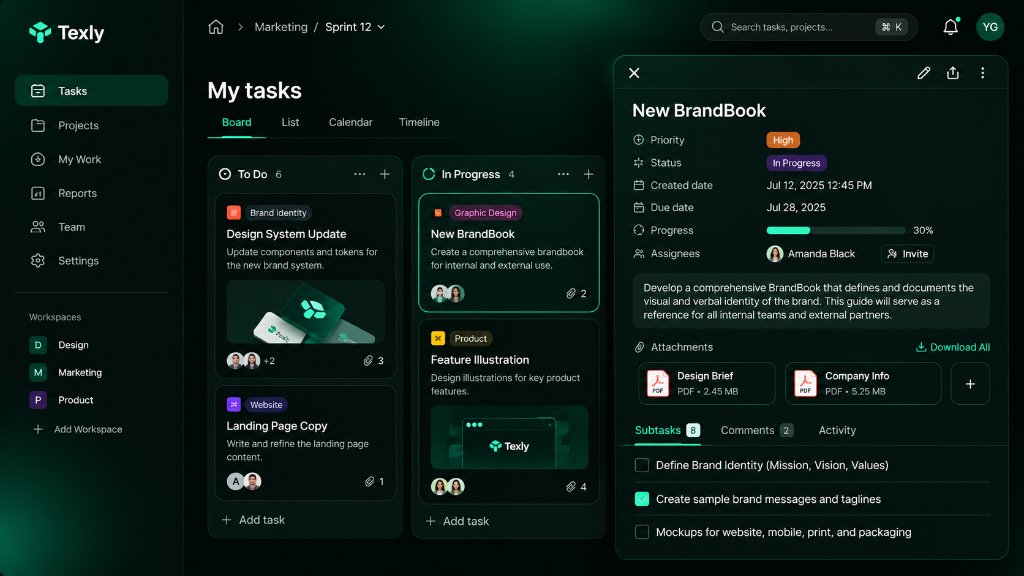 Texly
Marketing / Sprint 12
Search tasks, projects...
⌘ K
YG
Tasks
Projects
My Work
Reports
Team
Settings
Workspaces
D Design
M Marketing
P Product
+ Add Workspace
My tasks
Board List Calendar Timeline
To Do 6
Brand Identity
Design System Update
Update components and tokens for
the new brand system.
+2
3
Website
Landing Page Copy
Write and refine the landing page
content.
A
1
+ Add task
In Progress 4
Graphic Design
New BrandBook
Create a comprehensive brandbook
for internal and external use.
2
Product
Feature Illustration
Design illustrations for key product
features.
Texly
4
+ Add task
New BrandBook
Priority High
Status In Progress
Created date Jul 12, 2025 12:45 PM
Due date Jul 28, 2025
Progress 30%
Assignees Amanda Black Invite
Develop a comprehensive BrandBook that defines and documents the
visual and verbal identity of the brand. This guide will serve as a
reference for all internal teams and external partners.
Attachments Download All
PDF
Design Brief
PDF • 2.45 MB
PDF
Company Info
PDF • 5.25 MB
Subtasks 8 Comments 2 Activity
Define Brand Identity (Mission, Vision, Values)
Create sample brand messages and taglines
Mockups for website, mobile, print, and packaging